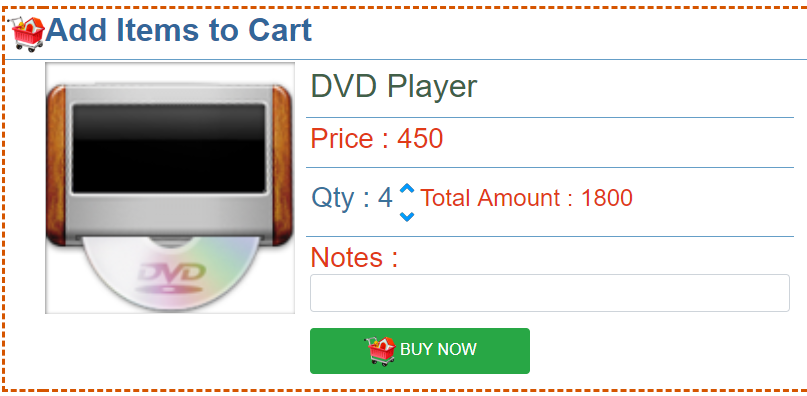 Add Items to Cart
DVD Player
Price : 450
Qty : 4 Total Amount : 1800
Notes :
DVD
BUY NOW